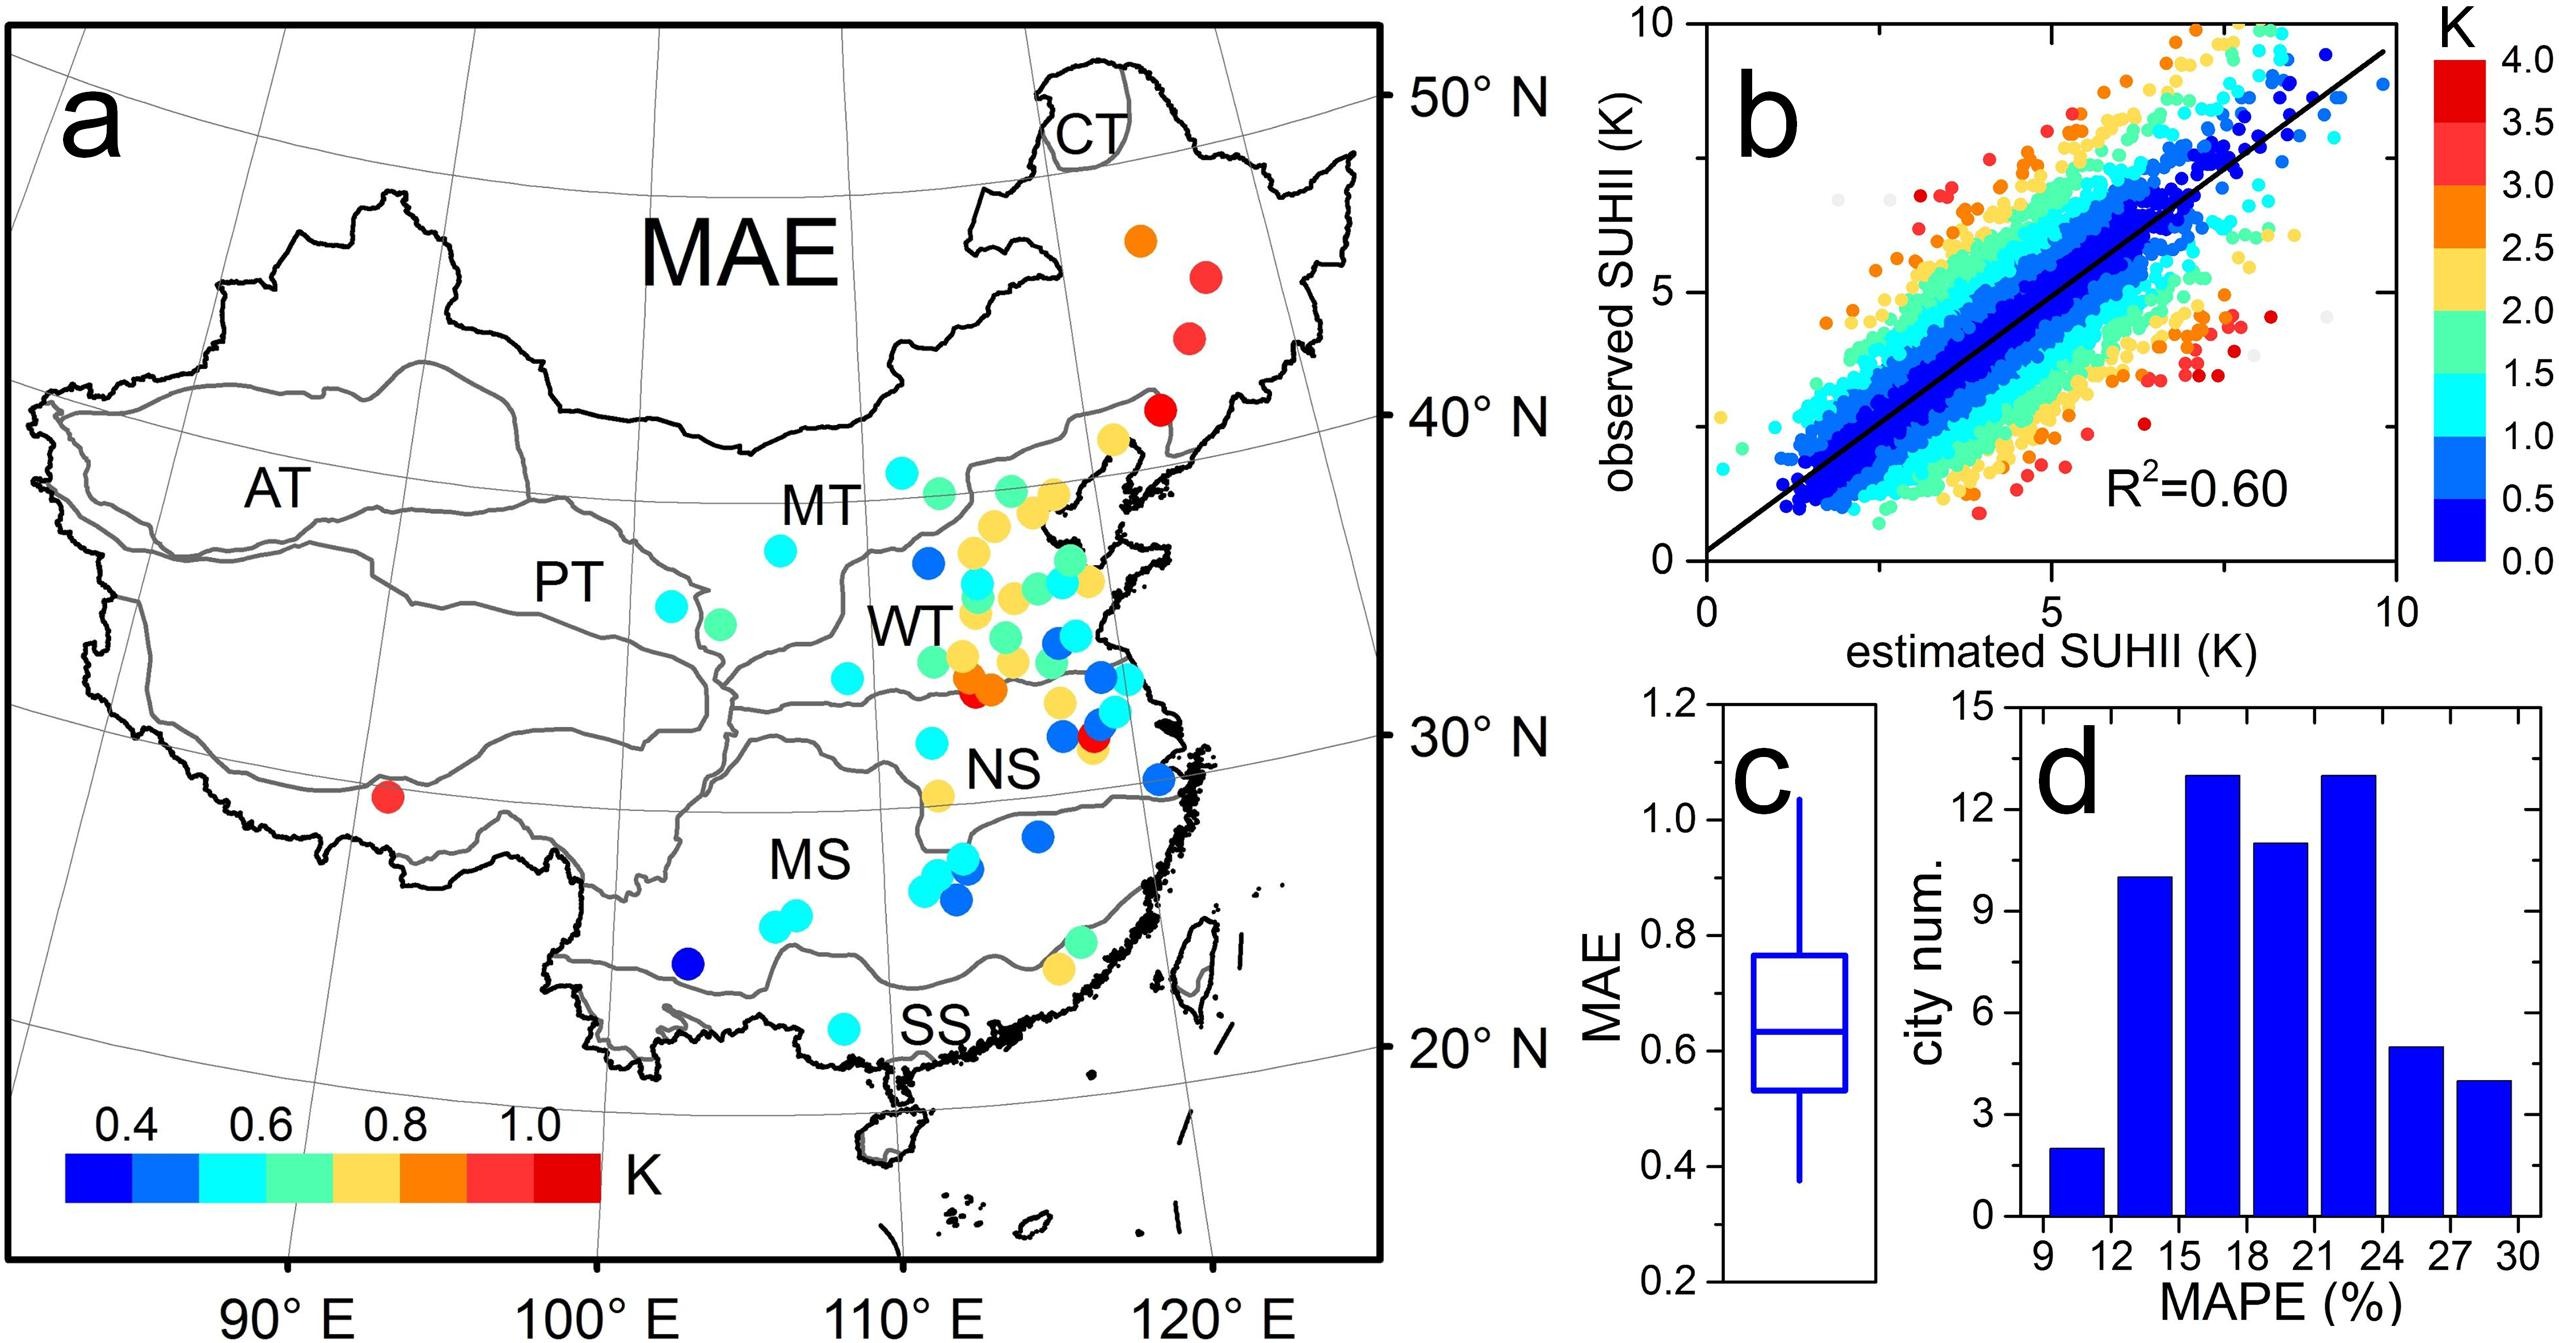 a
MAE
CT
AT
MT
PT
WT
NS
MS
SS
50° N
40° N
30° N
20° N
0.4 0.6 0.8 1.0
K
90° E 100° E 110° E 120° E
b
10
5
0
observed SUHII (K)
R²=0.60
0 5 10
estimated SUHII (K)
K
4.0
3.5
3.0
2.5
2.0
1.5
1.0
0.5
0.0
c
1.2
1.0
0.8
0.6
0.4
0.2
MAE
d
15
12
9
6
3
0
city num.
9 12 15 18 21 24 27 30
MAPE (%)